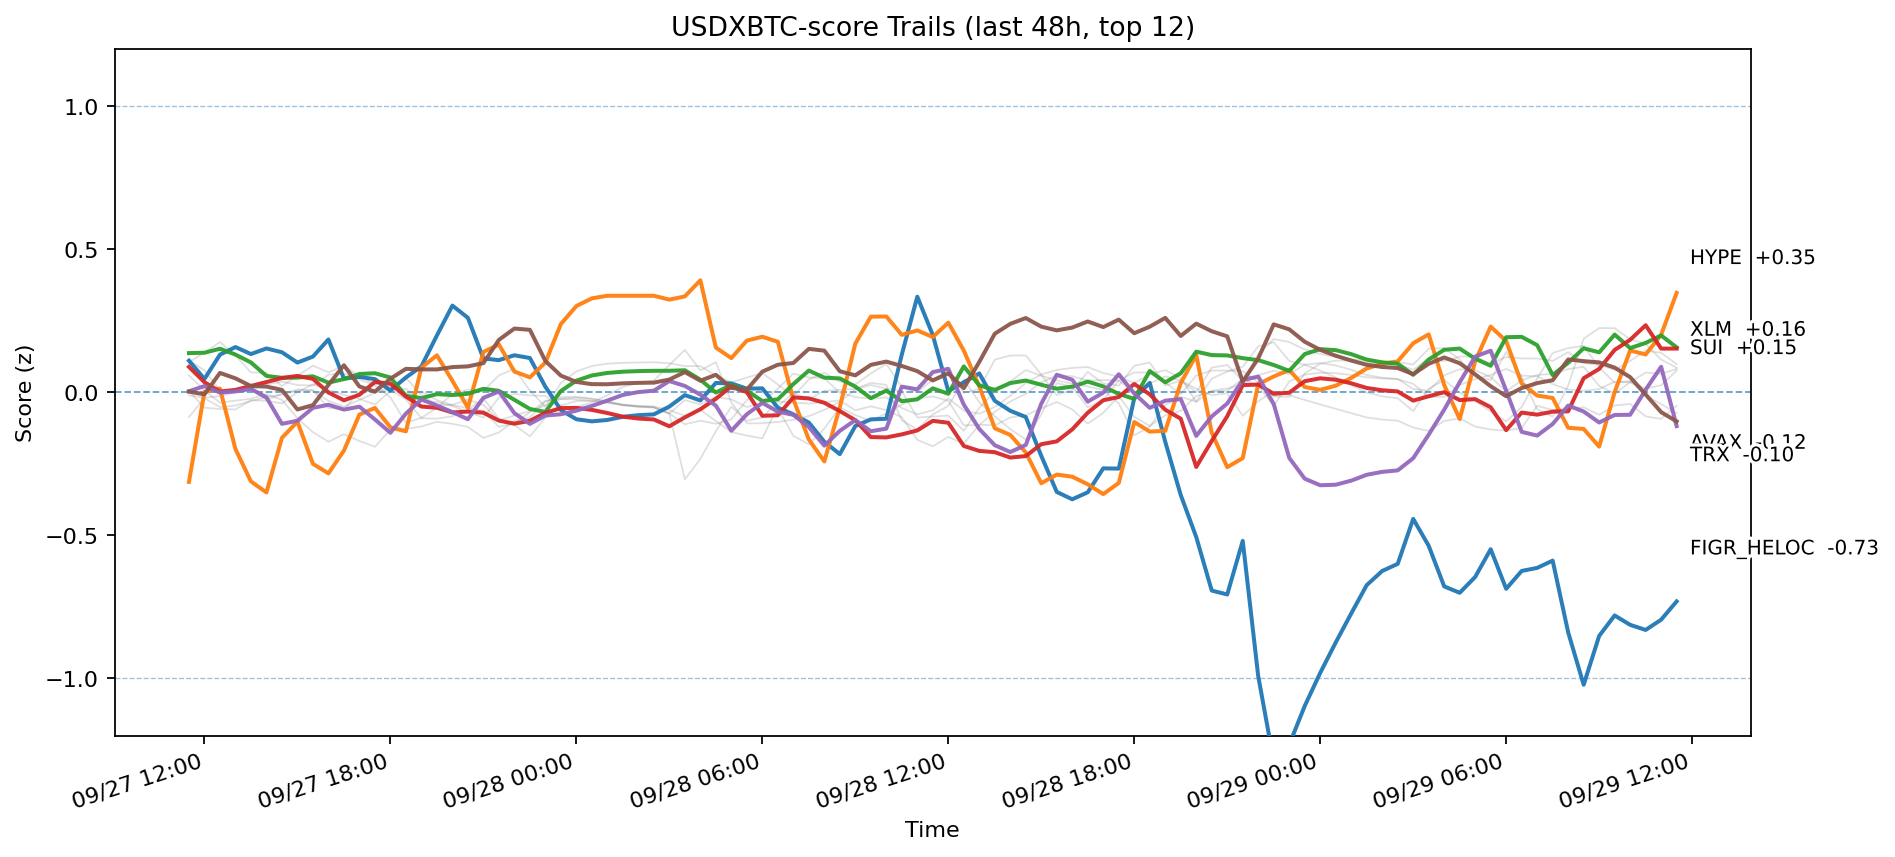 USDXBTC-score Trails (last 48h, top 12)
Score (z)
1.0
0.5
0.0
−0.5
−1.0
HYPE +0.35
XLM +0.16
SUI +0.15
AVAX -0.12
TRX -0.10
FIGR_HELOC -0.73
09/27 12:00
09/27 18:00
09/28 00:00
09/28 06:00
09/28 12:00
09/28 18:00
09/29 00:00
09/29 06:00
09/29 12:00
Time